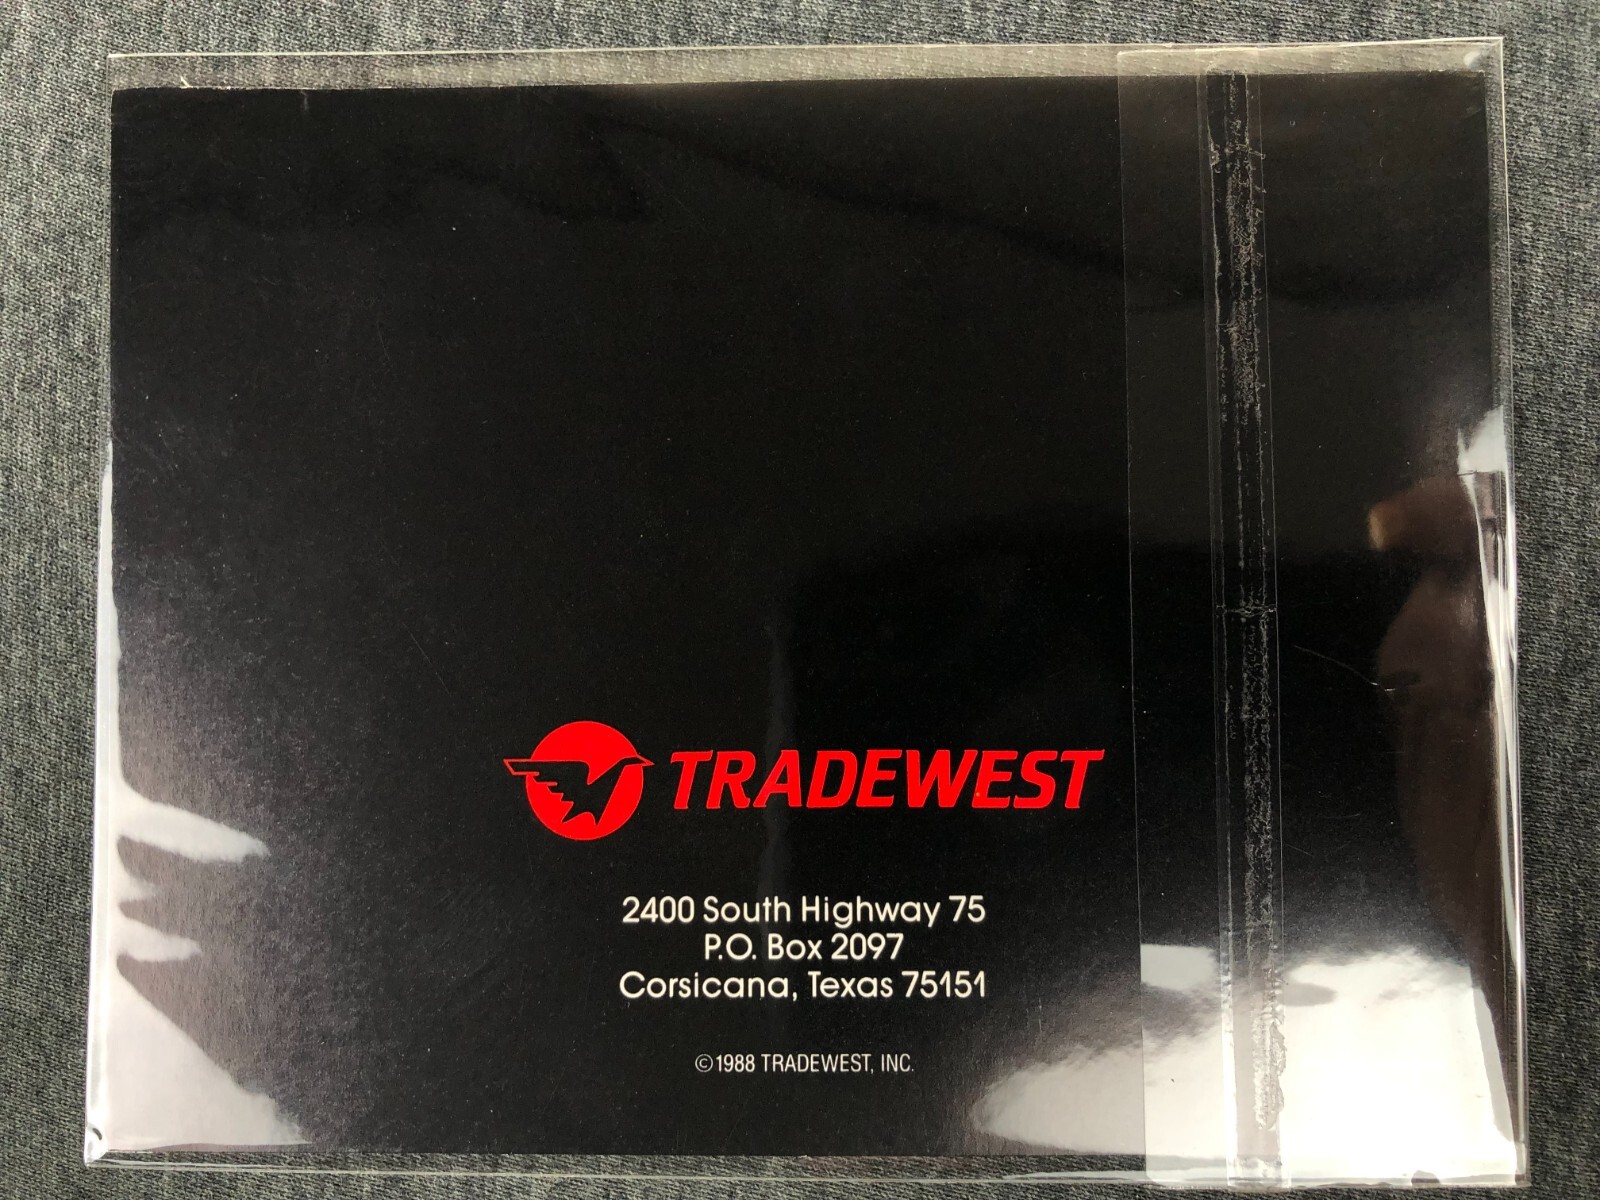 TRADEWEST
2400 South Highway 75
P.O. Box 2097
Corsicana, Texas 75151
©1988 TRADEWEST, INC.